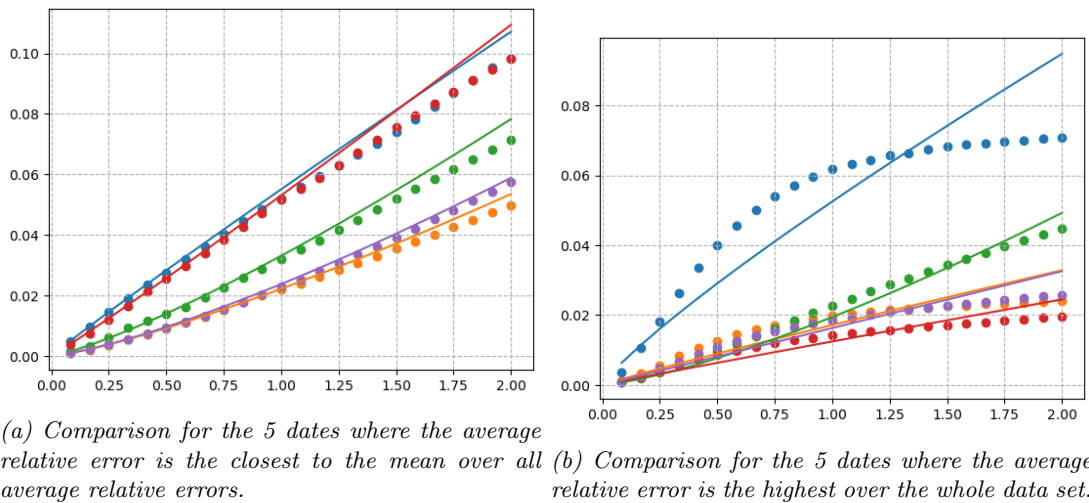 0.10
0.08
0.06
0.04
0.02
0.00
0.00 0.25 0.50 0.75 1.00 1.25 1.50 1.75 2.00
(a) Comparison for the 5 dates where the average
relative error is the closest to the mean over all
average relative errors.
0.08
0.06
0.04
0.02
0.00
0.00 0.25 0.50 0.75 1.00 1.25 1.50 1.75 2.00
(b) Comparison for the 5 dates where the average
relative error is the highest over the whole data set.